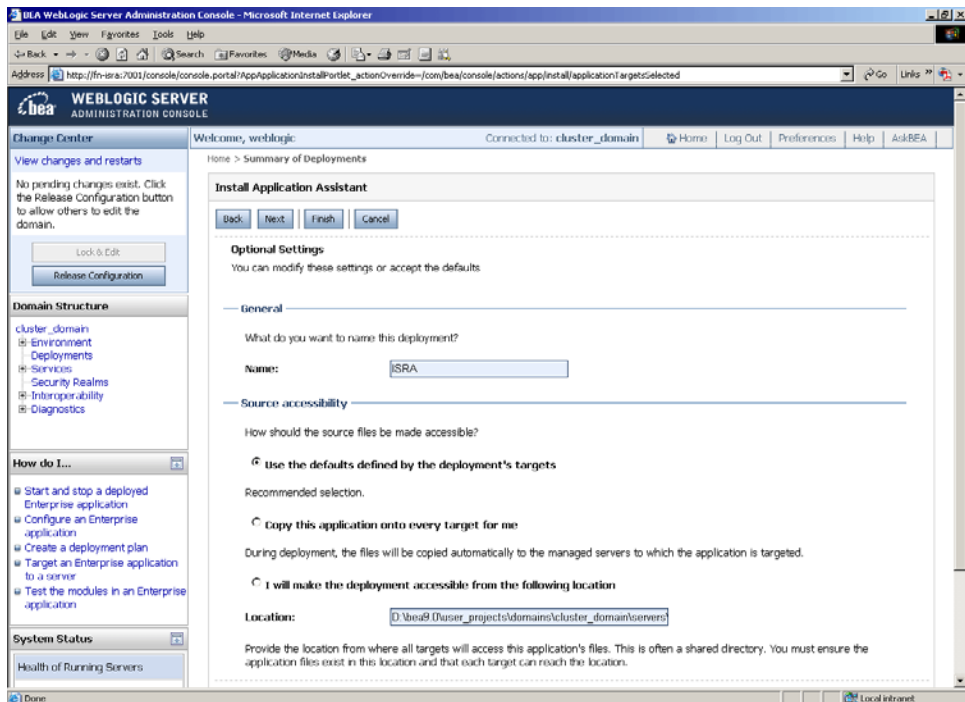 BEA WebLogic Server Administration Console - Microsoft Internet Explorer
File Edit View Favorites Tools Help
Back Search Favorites Media
Address http://fn-isra:7001/console/console.portal?AppApplicationInstallPortlet_actionOverride=/com/bea/console/actions/app/install/applicationTargetsSelected Go Links »
bea WEBLOGIC SERVER
ADMINISTRATION CONSOLE
Change Center
View changes and restarts
No pending changes exist. Click
the Release Configuration button
to allow others to edit the
domain.
Lock & Edit
Release Configuration
Domain Structure
cluster_domain
Environment
Deployments
Services
Security Realms
Interoperability
Diagnostics
How do I...
Start and stop a deployed
Enterprise application
Configure an Enterprise
application
Create a deployment plan
Target an Enterprise application
to a server
Test the modules in an Enterprise
application
System Status
Health of Running Servers
Welcome, weblogic Connected to: cluster_domain Home Log Out Preferences Help AskBEA
Home > Summary of Deployments
Install Application Assistant
Back Next Finish Cancel
Optional Settings
You can modify these settings or accept the defaults
General
What do you want to name this deployment?
Name: ISRA
Source accessibility
How should the source files be made accessible?
Use the defaults defined by the deployment's targets
Recommended selection.
Copy this application onto every target for me
During deployment, the files will be copied automatically to the managed servers to which the application is targeted.
I will make the deployment accessible from the following location
Location: D:\bea9.0\user_projects\domains\cluster_domain\servers\
Provide the location from where all targets will access this application's files. This is often a shared directory. You must ensure the
application files exist in this location and that each target can reach the location.
Done Local intranet